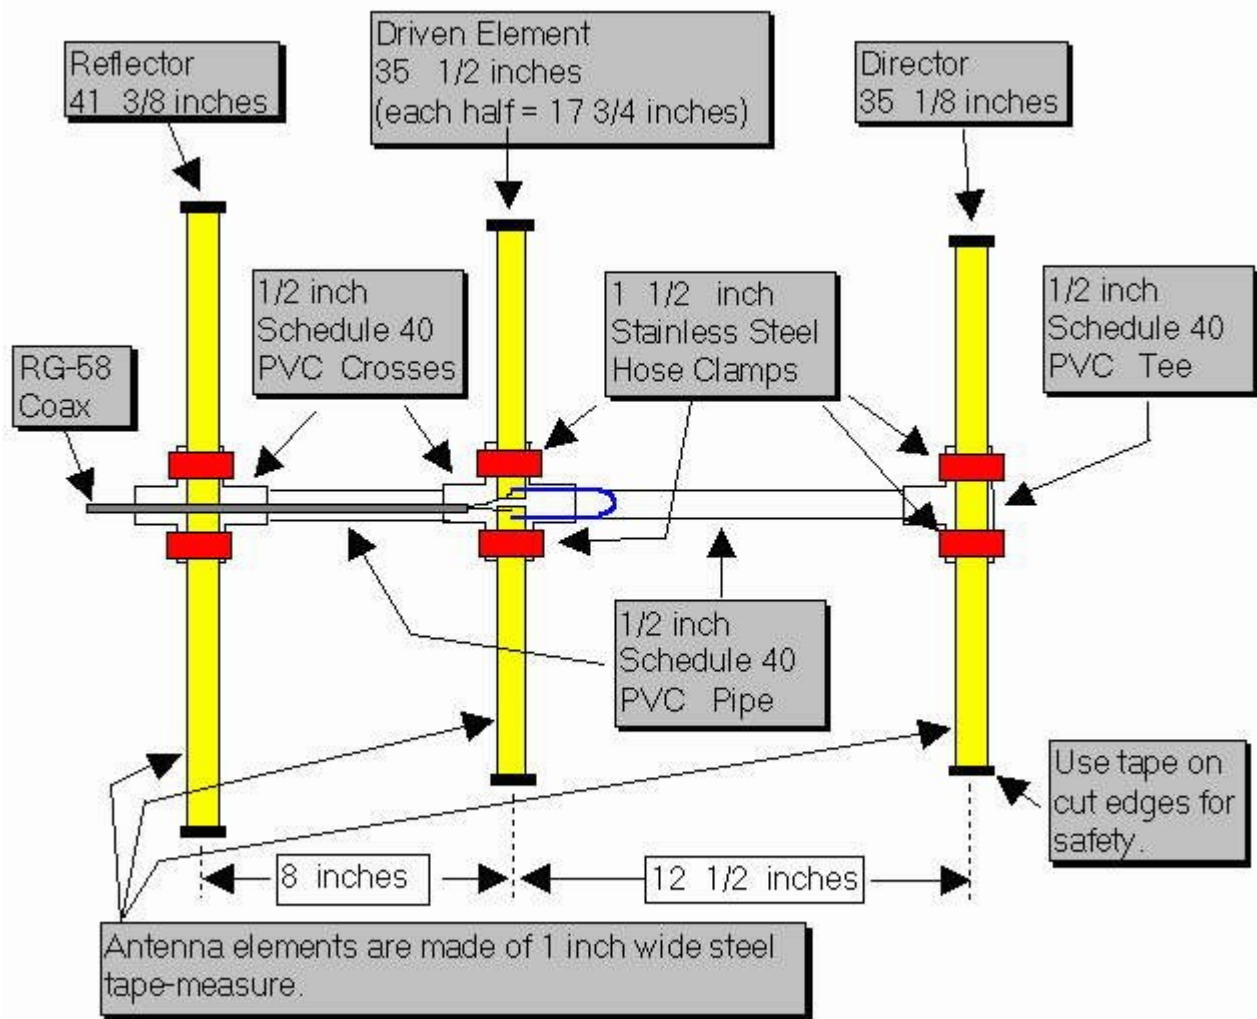 Reflector
41 3/8 inches
Driven Element
35 1/2 inches
(each half = 17 3/4 inches)
Director
35 1/8 inches
1/2 inch
Schedule 40
PVC Crosses
1 1/2 inch
Stainless Steel
Hose Clamps
1/2 inch
Schedule 40
PVC Tee
RG-58
Coax
1/2 inch
Schedule 40
PVC Pipe
Use tape on
cut edges for
safety.
8 inches
12 1/2 inches
Antenna elements are made of 1 inch wide steel
tape-measure.